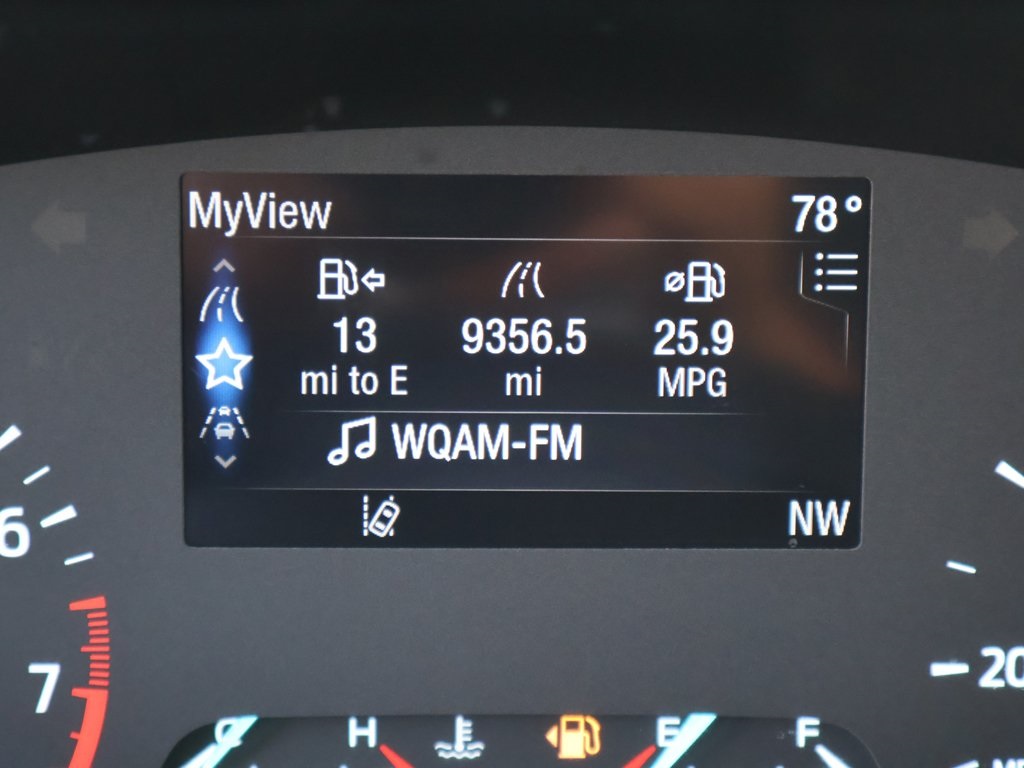 MyView 78°
13 9356.5 25.9
mi to E mi MPG
WQAM-FM
NW
6
7
20
C H E F